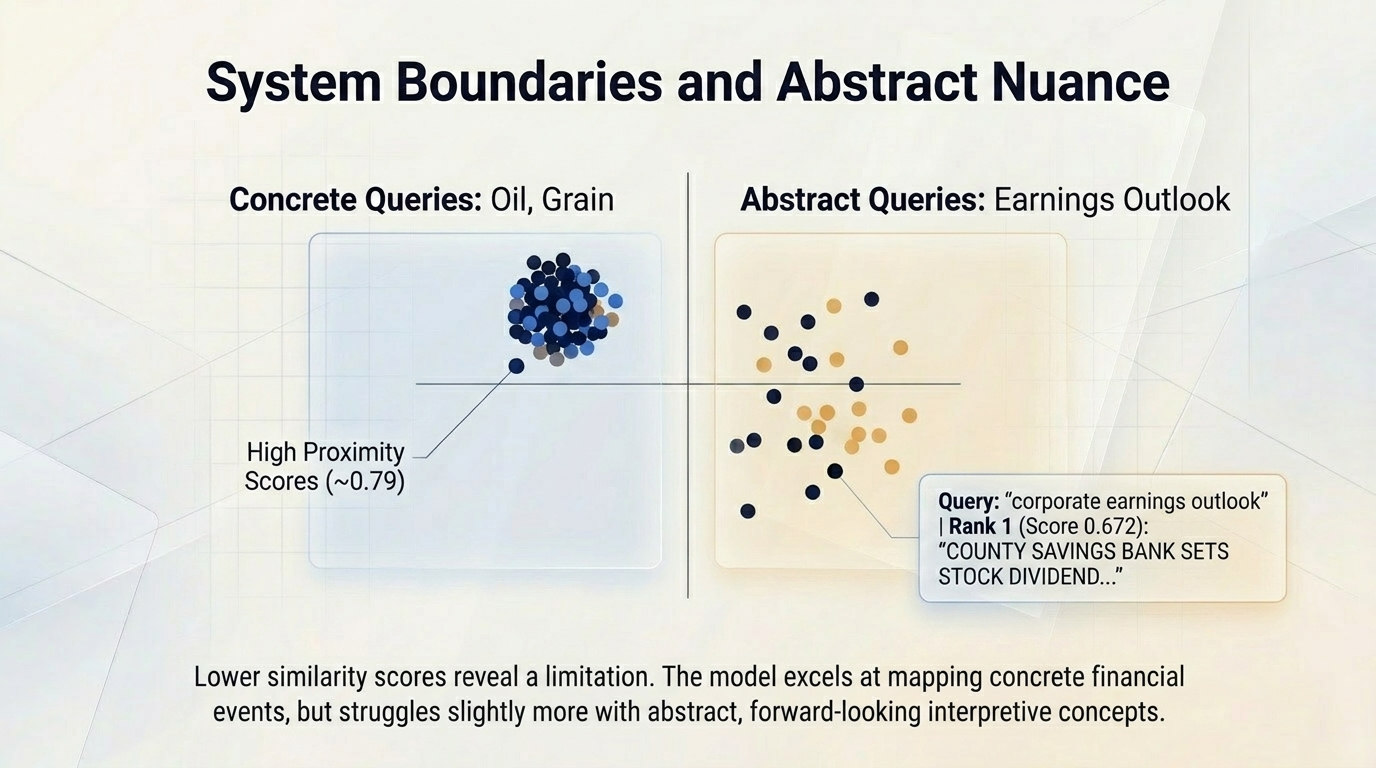 System Boundaries and Abstract Nuance
Concrete Queries: Oil, Grain
Abstract Queries: Earnings Outlook
High Proximity
Scores (~0.79)
Query: “corporate earnings outlook”
| Rank 1 (Score 0.672):
“COUNTY SAVINGS BANK SETS
STOCK DIVIDEND...”
Lower similarity scores reveal a limitation. The model excels at mapping concrete financial
events, but struggles slightly more with abstract, forward-looking interpretive concepts.